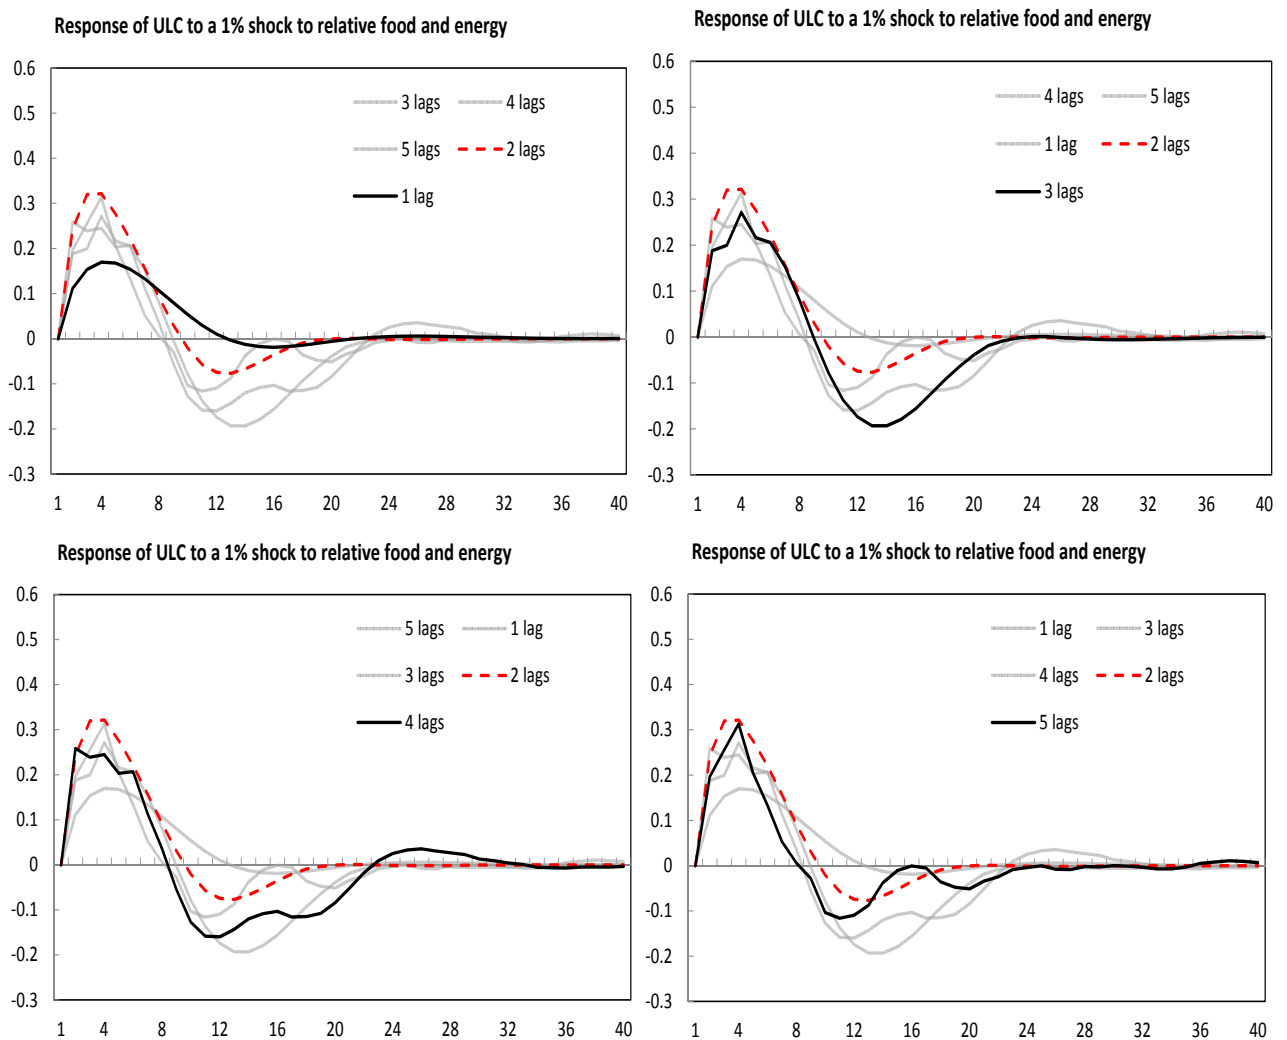 Response of ULC to a 1% shock to relative food and energy
0.6
0.5
0.4
0.3
0.2
0.1
0
-0.1
-0.2
-0.3
3 lags 4 lags
5 lags 2 lags
1 lag
1 4 8 12 16 20 24 28 32 36 40
Response of ULC to a 1% shock to relative food and energy
0.6
0.5
0.4
0.3
0.2
0.1
0
-0.1
-0.2
-0.3
4 lags 5 lags
1 lag 2 lags
3 lags
1 4 8 12 16 20 24 28 32 36 40
Response of ULC to a 1% shock to relative food and energy
0.6
0.5
0.4
0.3
0.2
0.1
0
-0.1
-0.2
-0.3
5 lags 1 lag
3 lags 2 lags
4 lags
1 4 8 12 16 20 24 28 32 36 40
Response of ULC to a 1% shock to relative food and energy
0.6
0.5
0.4
0.3
0.2
0.1
0
-0.1
-0.2
-0.3
1 lag 3 lags
4 lags 2 lags
5 lags
1 4 8 12 16 20 24 28 32 36 40